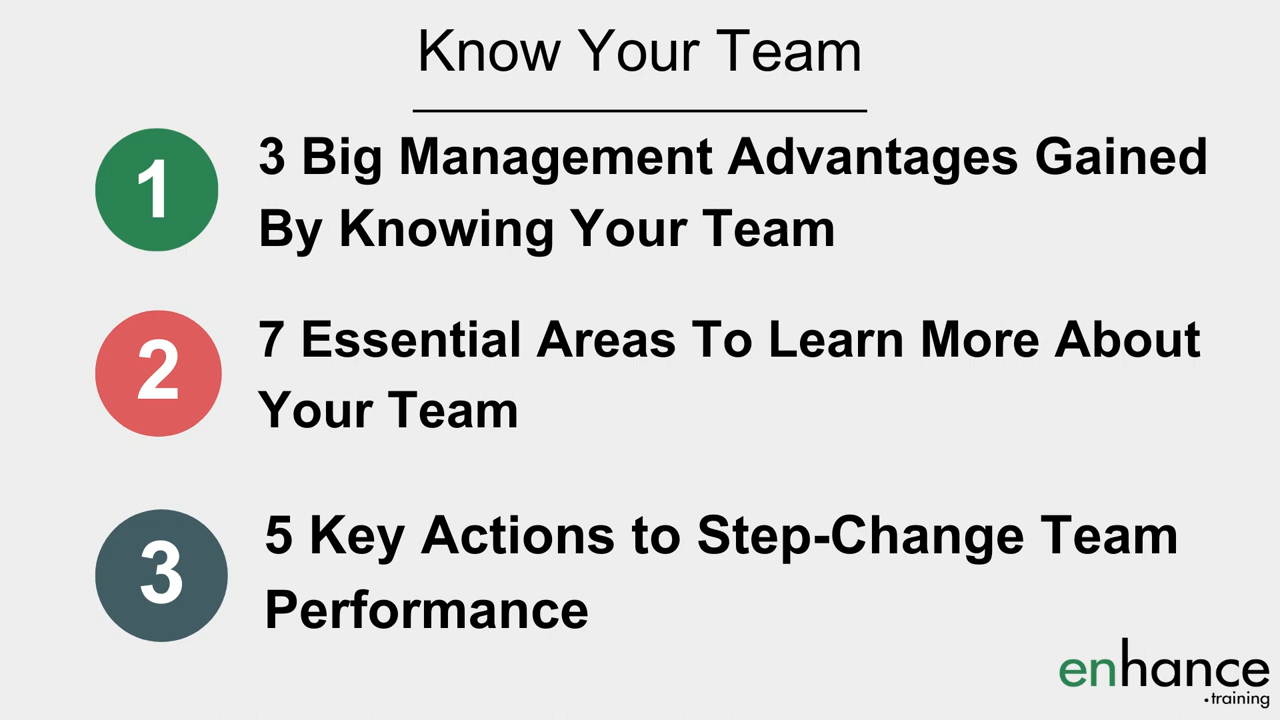 Know Your Team
1
3 Big Management Advantages Gained
By Knowing Your Team
2
7 Essential Areas To Learn More About
Your Team
3
5 Key Actions to Step-Change Team
Performance
enhance
.training